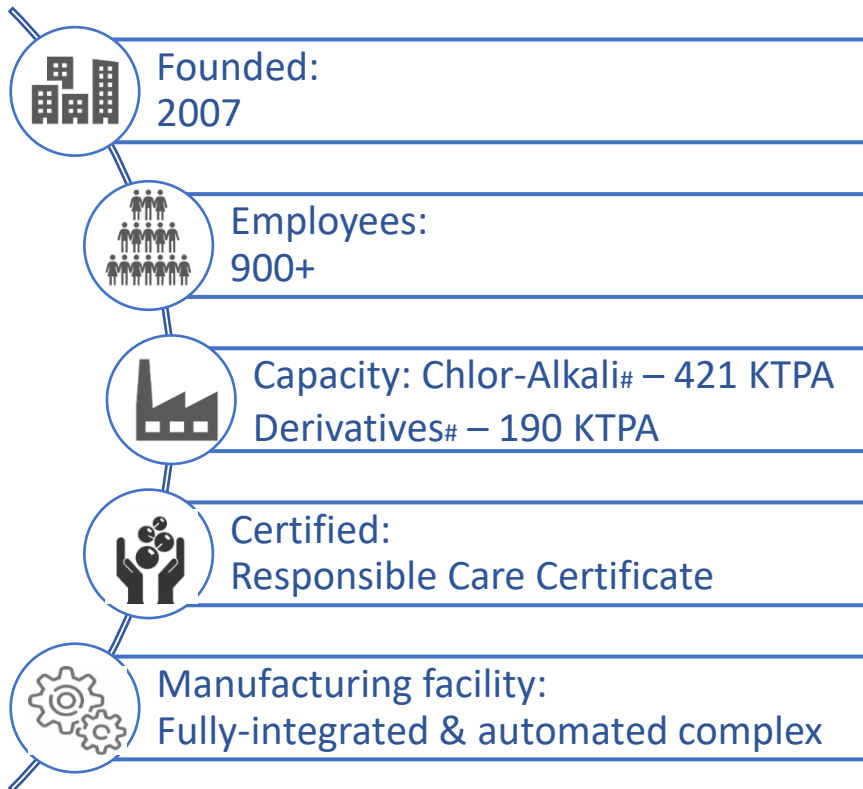 Founded:
2007
Employees:
900+
Capacity: Chlor-Alkali# – 421 KTPA
Derivatives# – 190 KTPA
Certified:
Responsible Care Certificate
Manufacturing facility:
Fully-integrated & automated complex